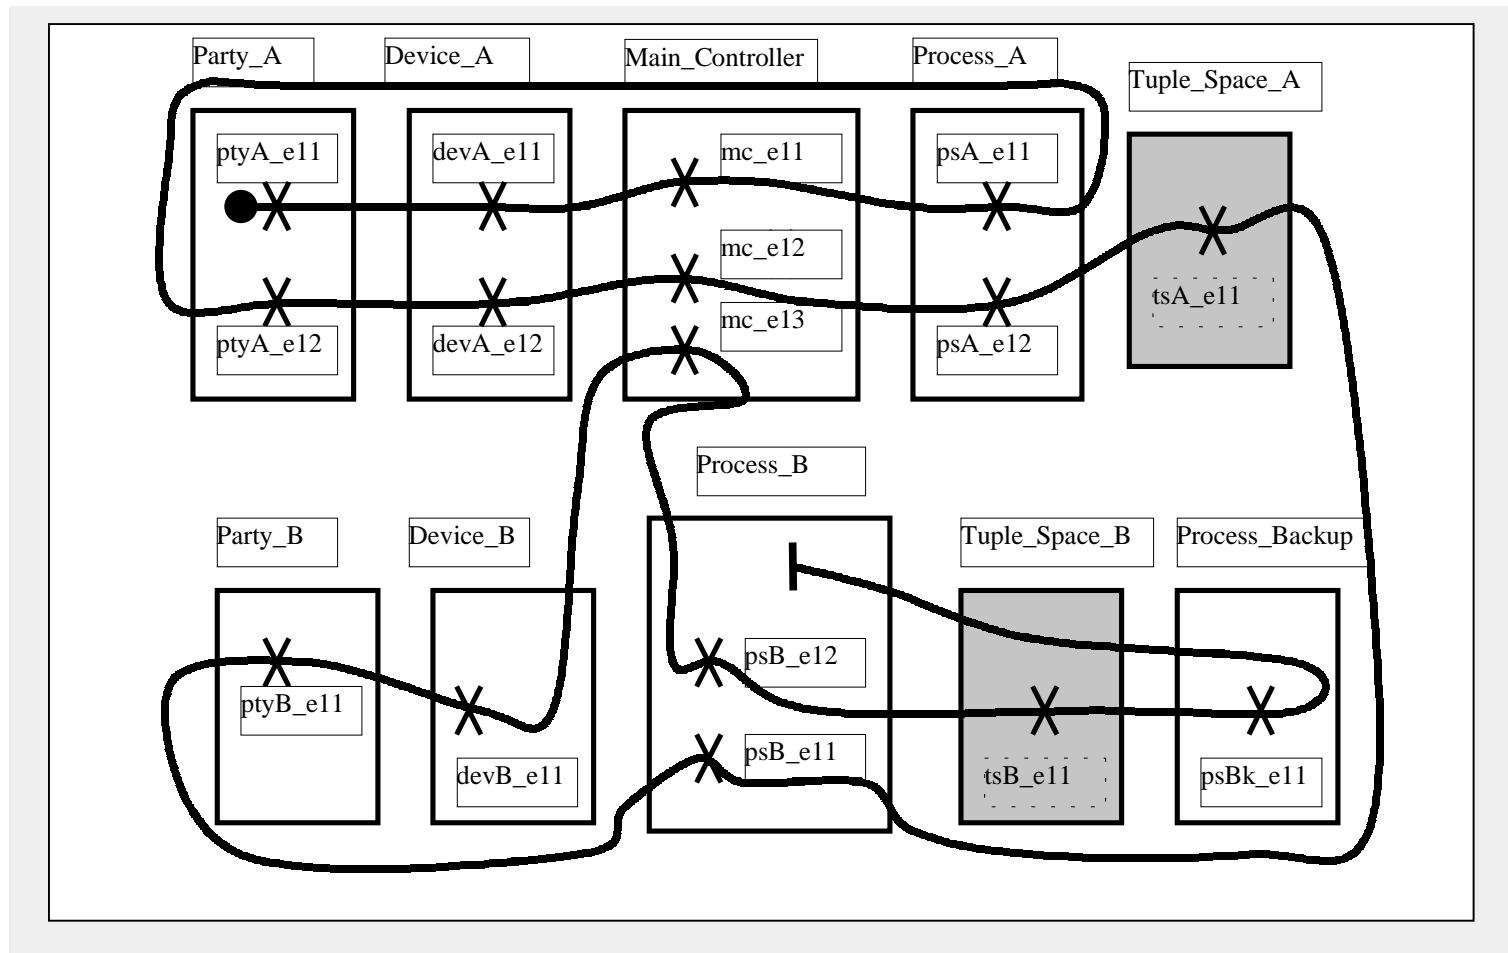 Party_A
Device_A
Main_Controller
Process_A
Tuple_Space_A
ptyA_e11
devA_e11
mc_e11
psA_e11
mc_e12
tsA_e11
mc_e13
ptyA_e12
devA_e12
psA_e12
Process_B
Party_B
Device_B
Tuple_Space_B
Process_Backup
psB_e12
ptyB_e11
psB_e11
devB_e11
tsB_e11
psBk_e11